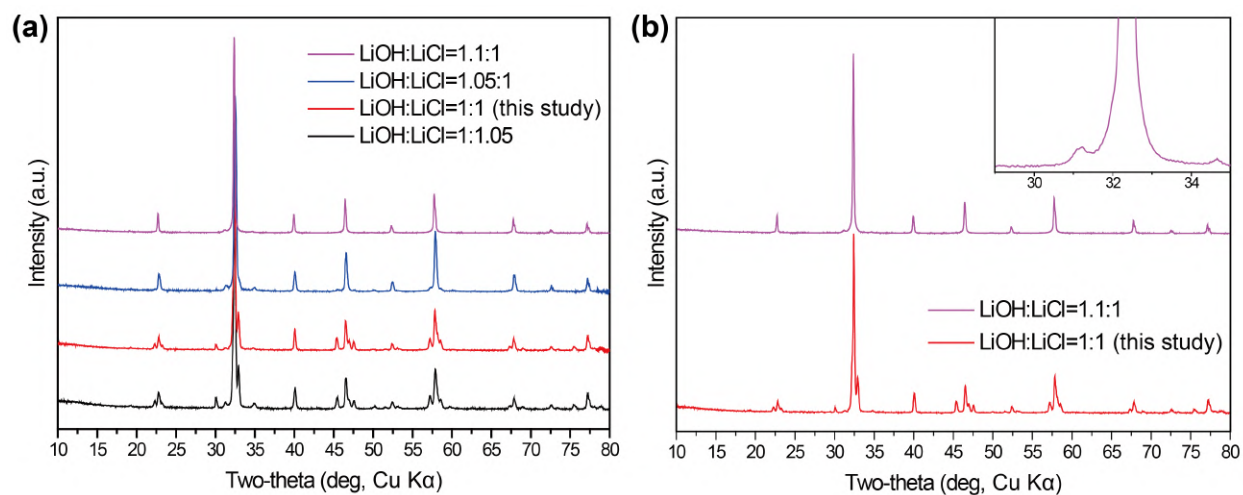 (a)
LiOH:LiCl=1.1:1
LiOH:LiCl=1.05:1
LiOH:LiCl=1:1 (this study)
LiOH:LiCl=1:1.05
Intensity (a.u.)
10 15 20 25 30 35 40 45 50 55 60 65 70 75 80
Two-theta (deg, Cu Kα)
(b)
30 32 34
LiOH:LiCl=1.1:1
LiOH:LiCl=1:1 (this study)
Intensity (a.u.)
10 15 20 25 30 35 40 45 50 55 60 65 70 75 80
Two-theta (deg, Cu Kα)